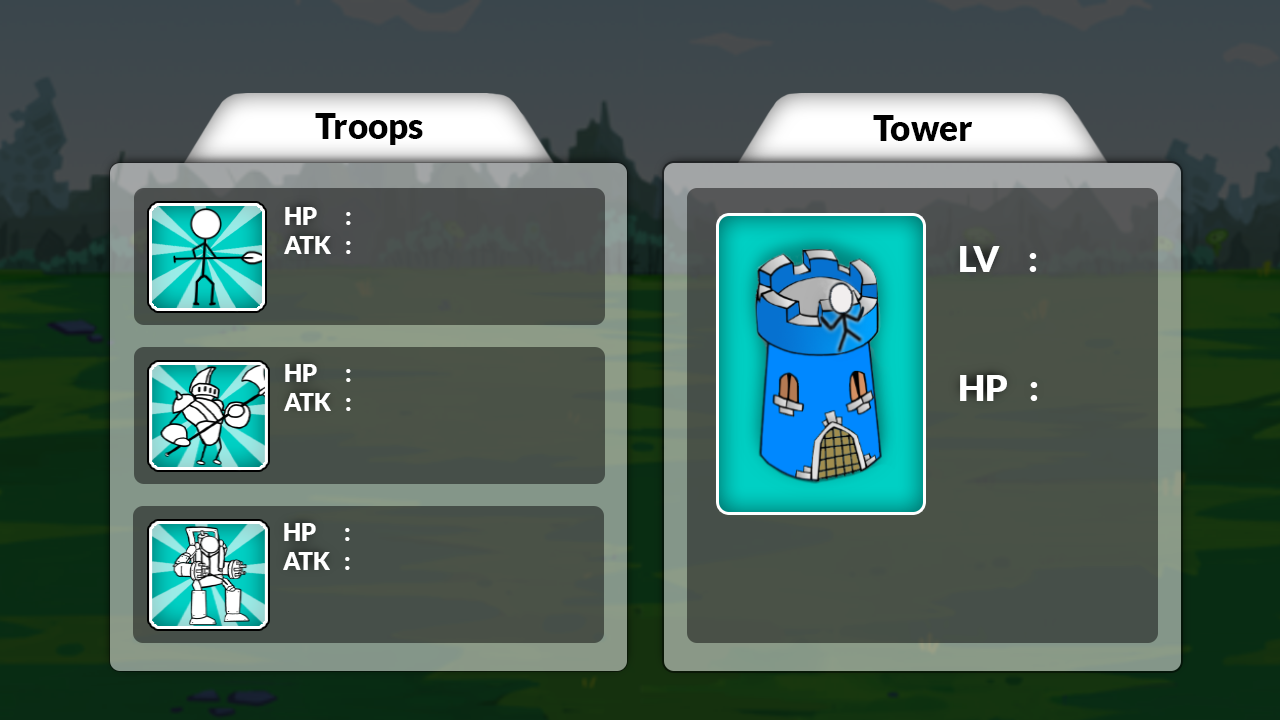 Troops
HP :
ATK :
HP :
ATK :
HP :
ATK :
Tower
LV :
HP :